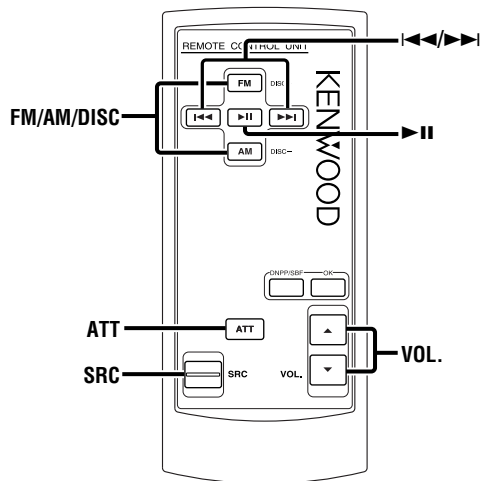 REMOTE CONTROL UNIT
|◀◀/▶▶|
FM DISC
FM/AM/DISC
|◀◀ ▶II ▶▶|
▶II
AM DISC−
KENWOOD
DNPP/SBF OK
ATT
ATT
VOL.
SRC
SRC
VOL.